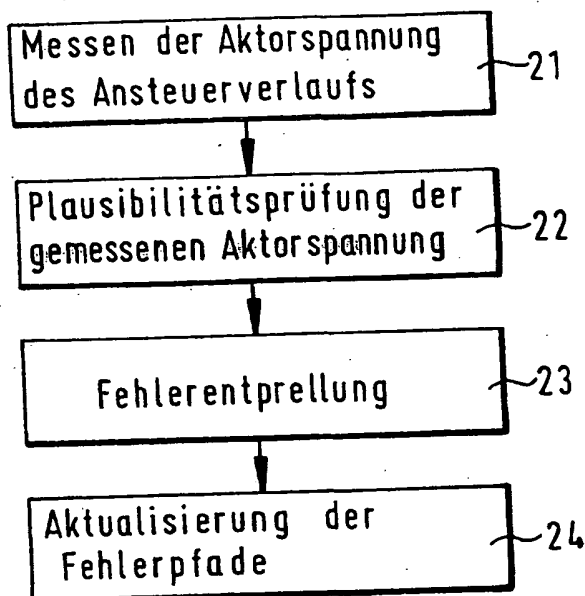 Messen der Aktorspannung
des Ansteuerverlaufs
21
Plausibilitätsprüfung der
gemessenen Aktorspannung
22
Fehlerentprellung
23
Aktualisierung der
Fehlerpfade
24